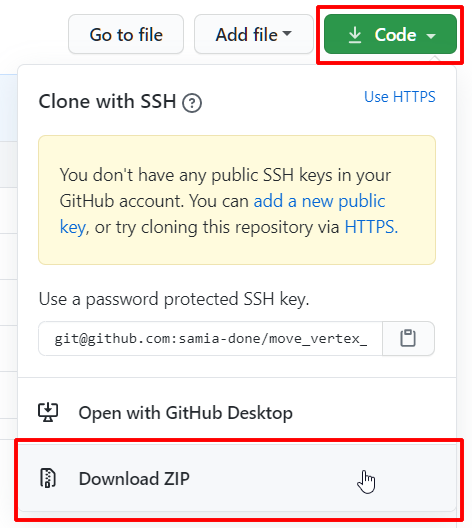 Go to file Add file Code
Clone with SSH Use HTTPS
You don't have any public SSH keys in your
GitHub account. You can add a new public
key, or try cloning this repository via HTTPS.
Use a password protected SSH key.
git@github.com:samia-done/move_vertex_
Open with GitHub Desktop
Download ZIP